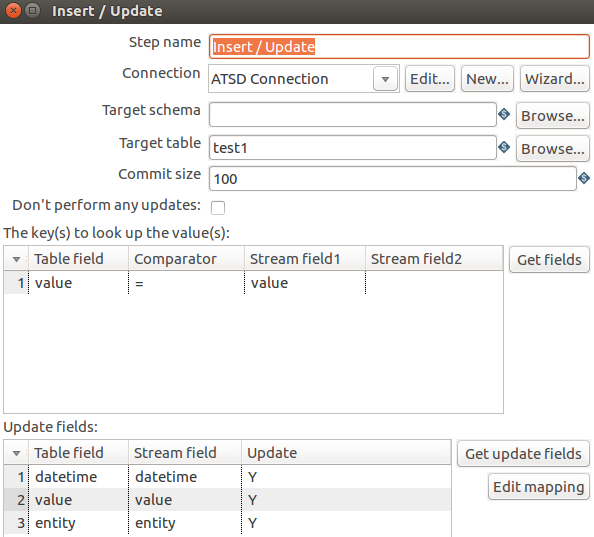 Insert / Update
Step name Insert / Update
Connection ATSD Connection Edit... New... Wizard...
Target schema Browse...
Target table test1 Browse...
Commit size 100
Don't perform any updates:
The key(s) to look up the value(s):
Table field Comparator Stream field1 Stream field2 Get fields
1 value = value
Update fields:
Table field Stream field Update Get update fields
1 datetime datetime Y
Edit mapping
2 value value Y
3 entity entity Y